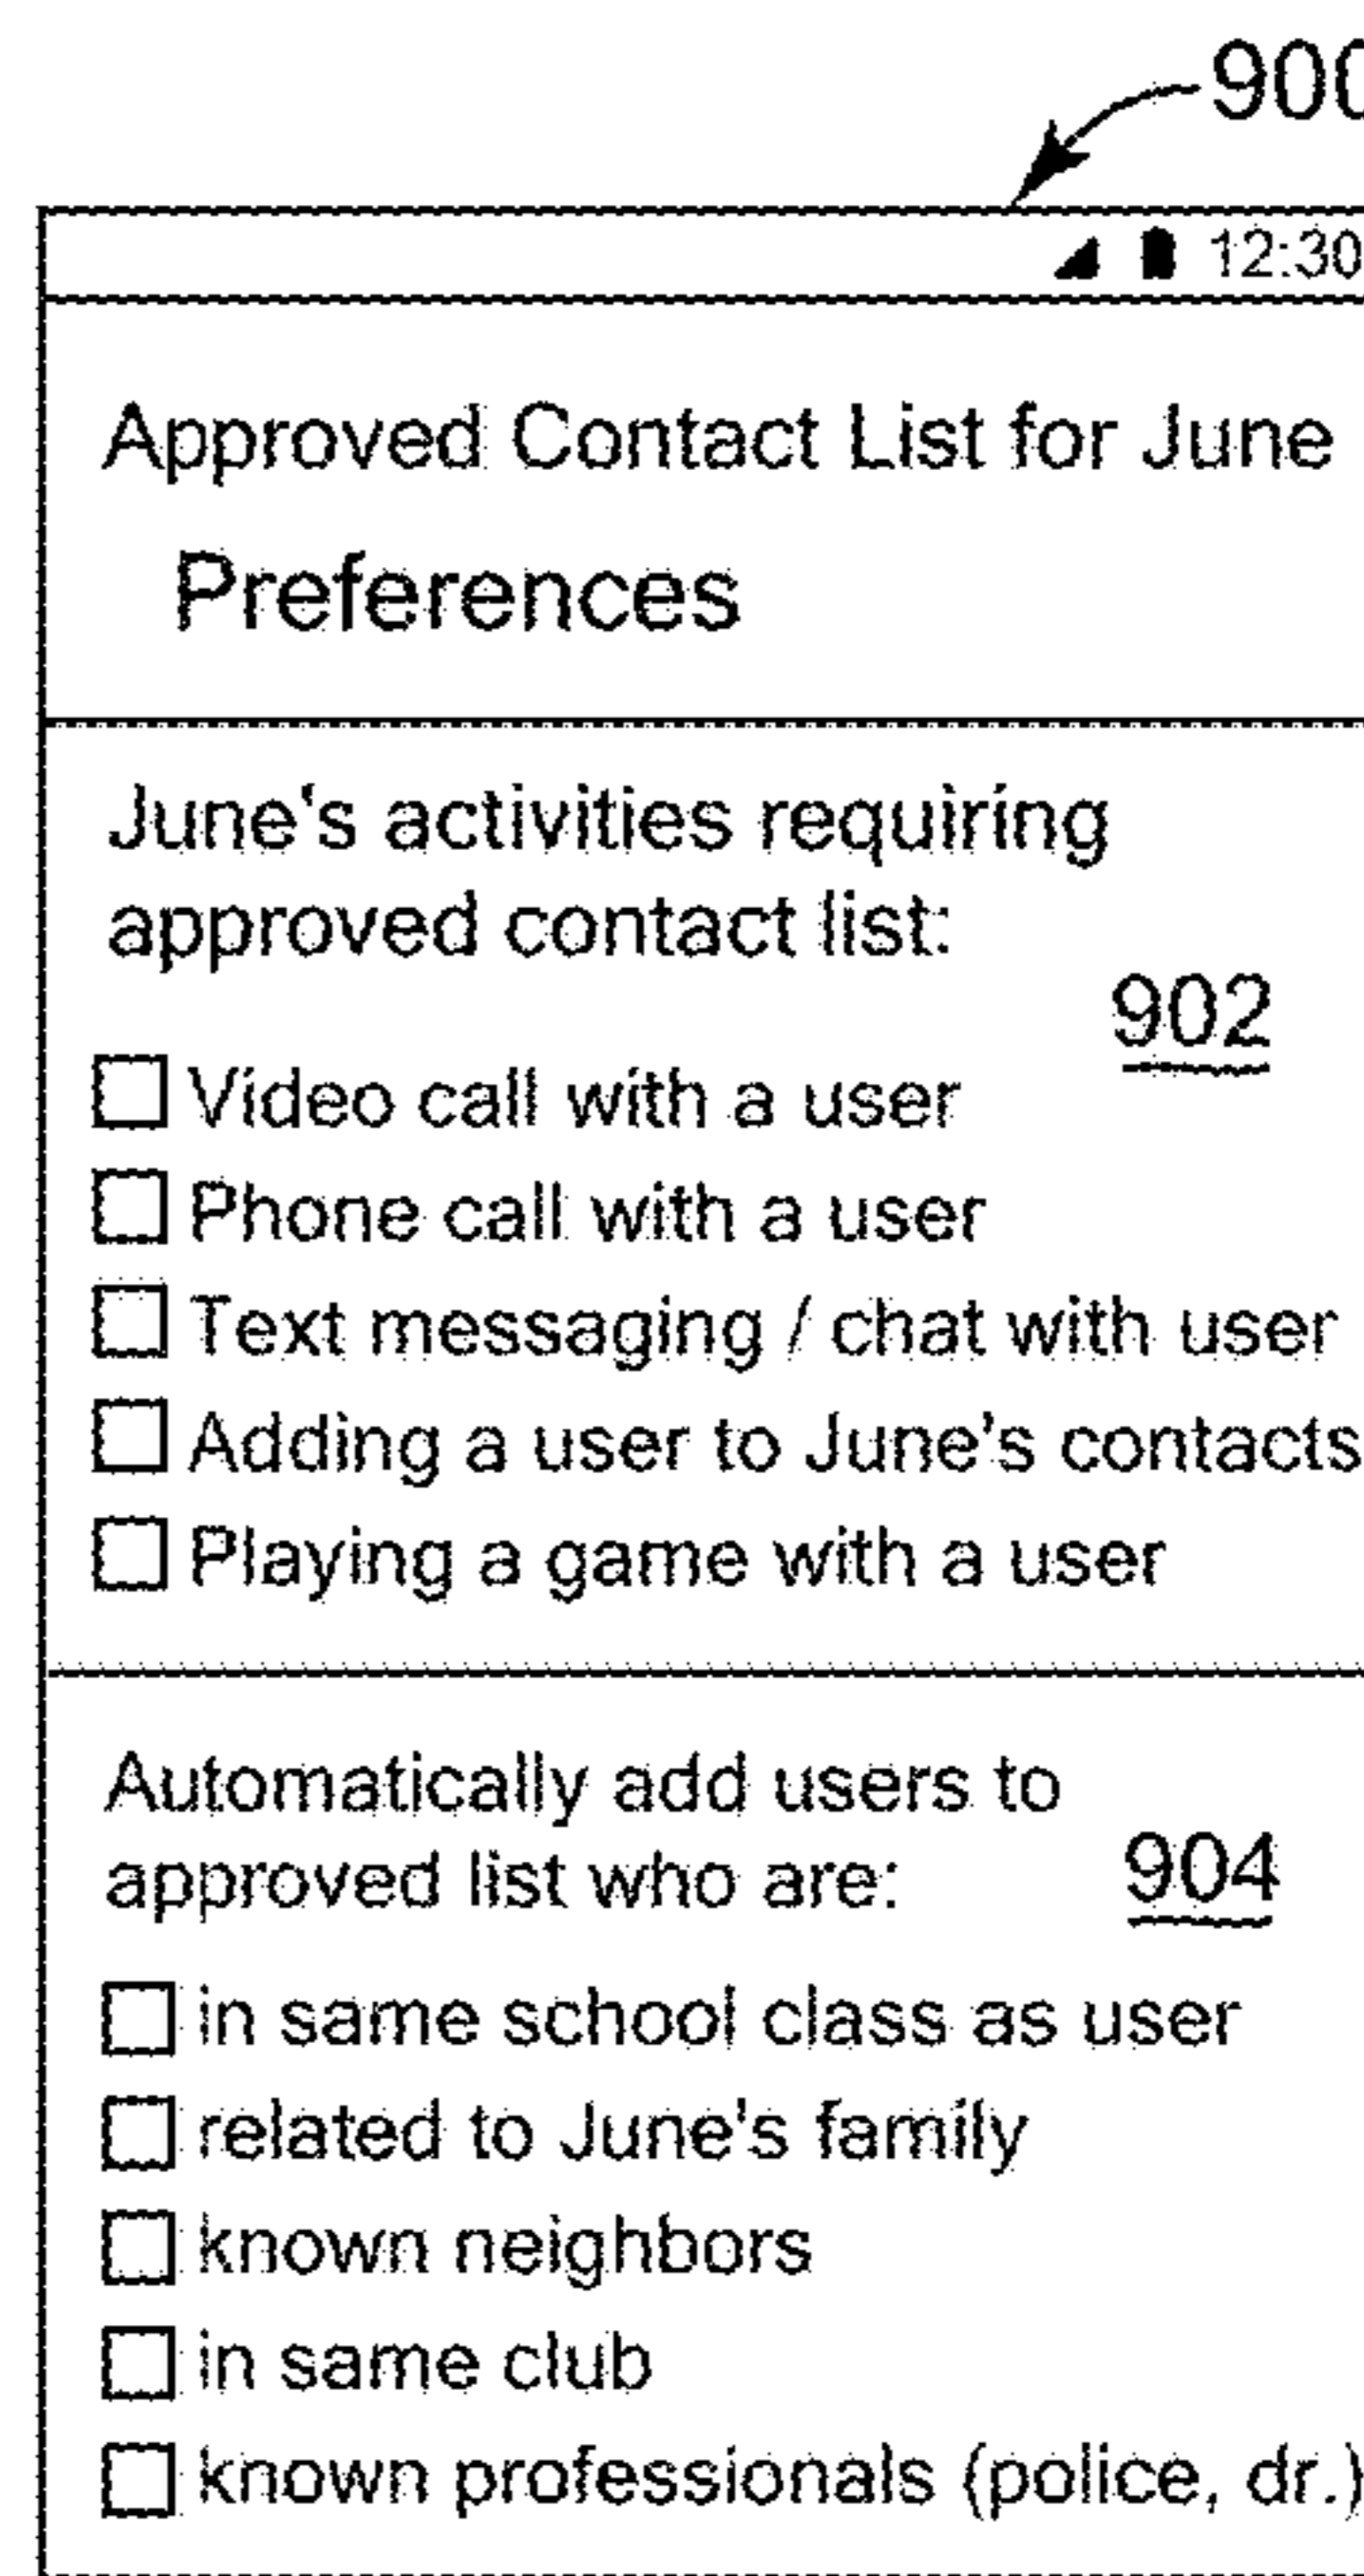 900
12:30
Approved Contact List for June
Preferences
June's activities requiring
approved contact list:
902
Video call with a user
Phone call with a user
Text messaging / chat with user
Adding a user to June's contacts
Playing a game with a user
Automatically add users to
approved list who are:
904
in same school class as user
related to June's family
known neighbors
in same club
known professionals (police, dr.)